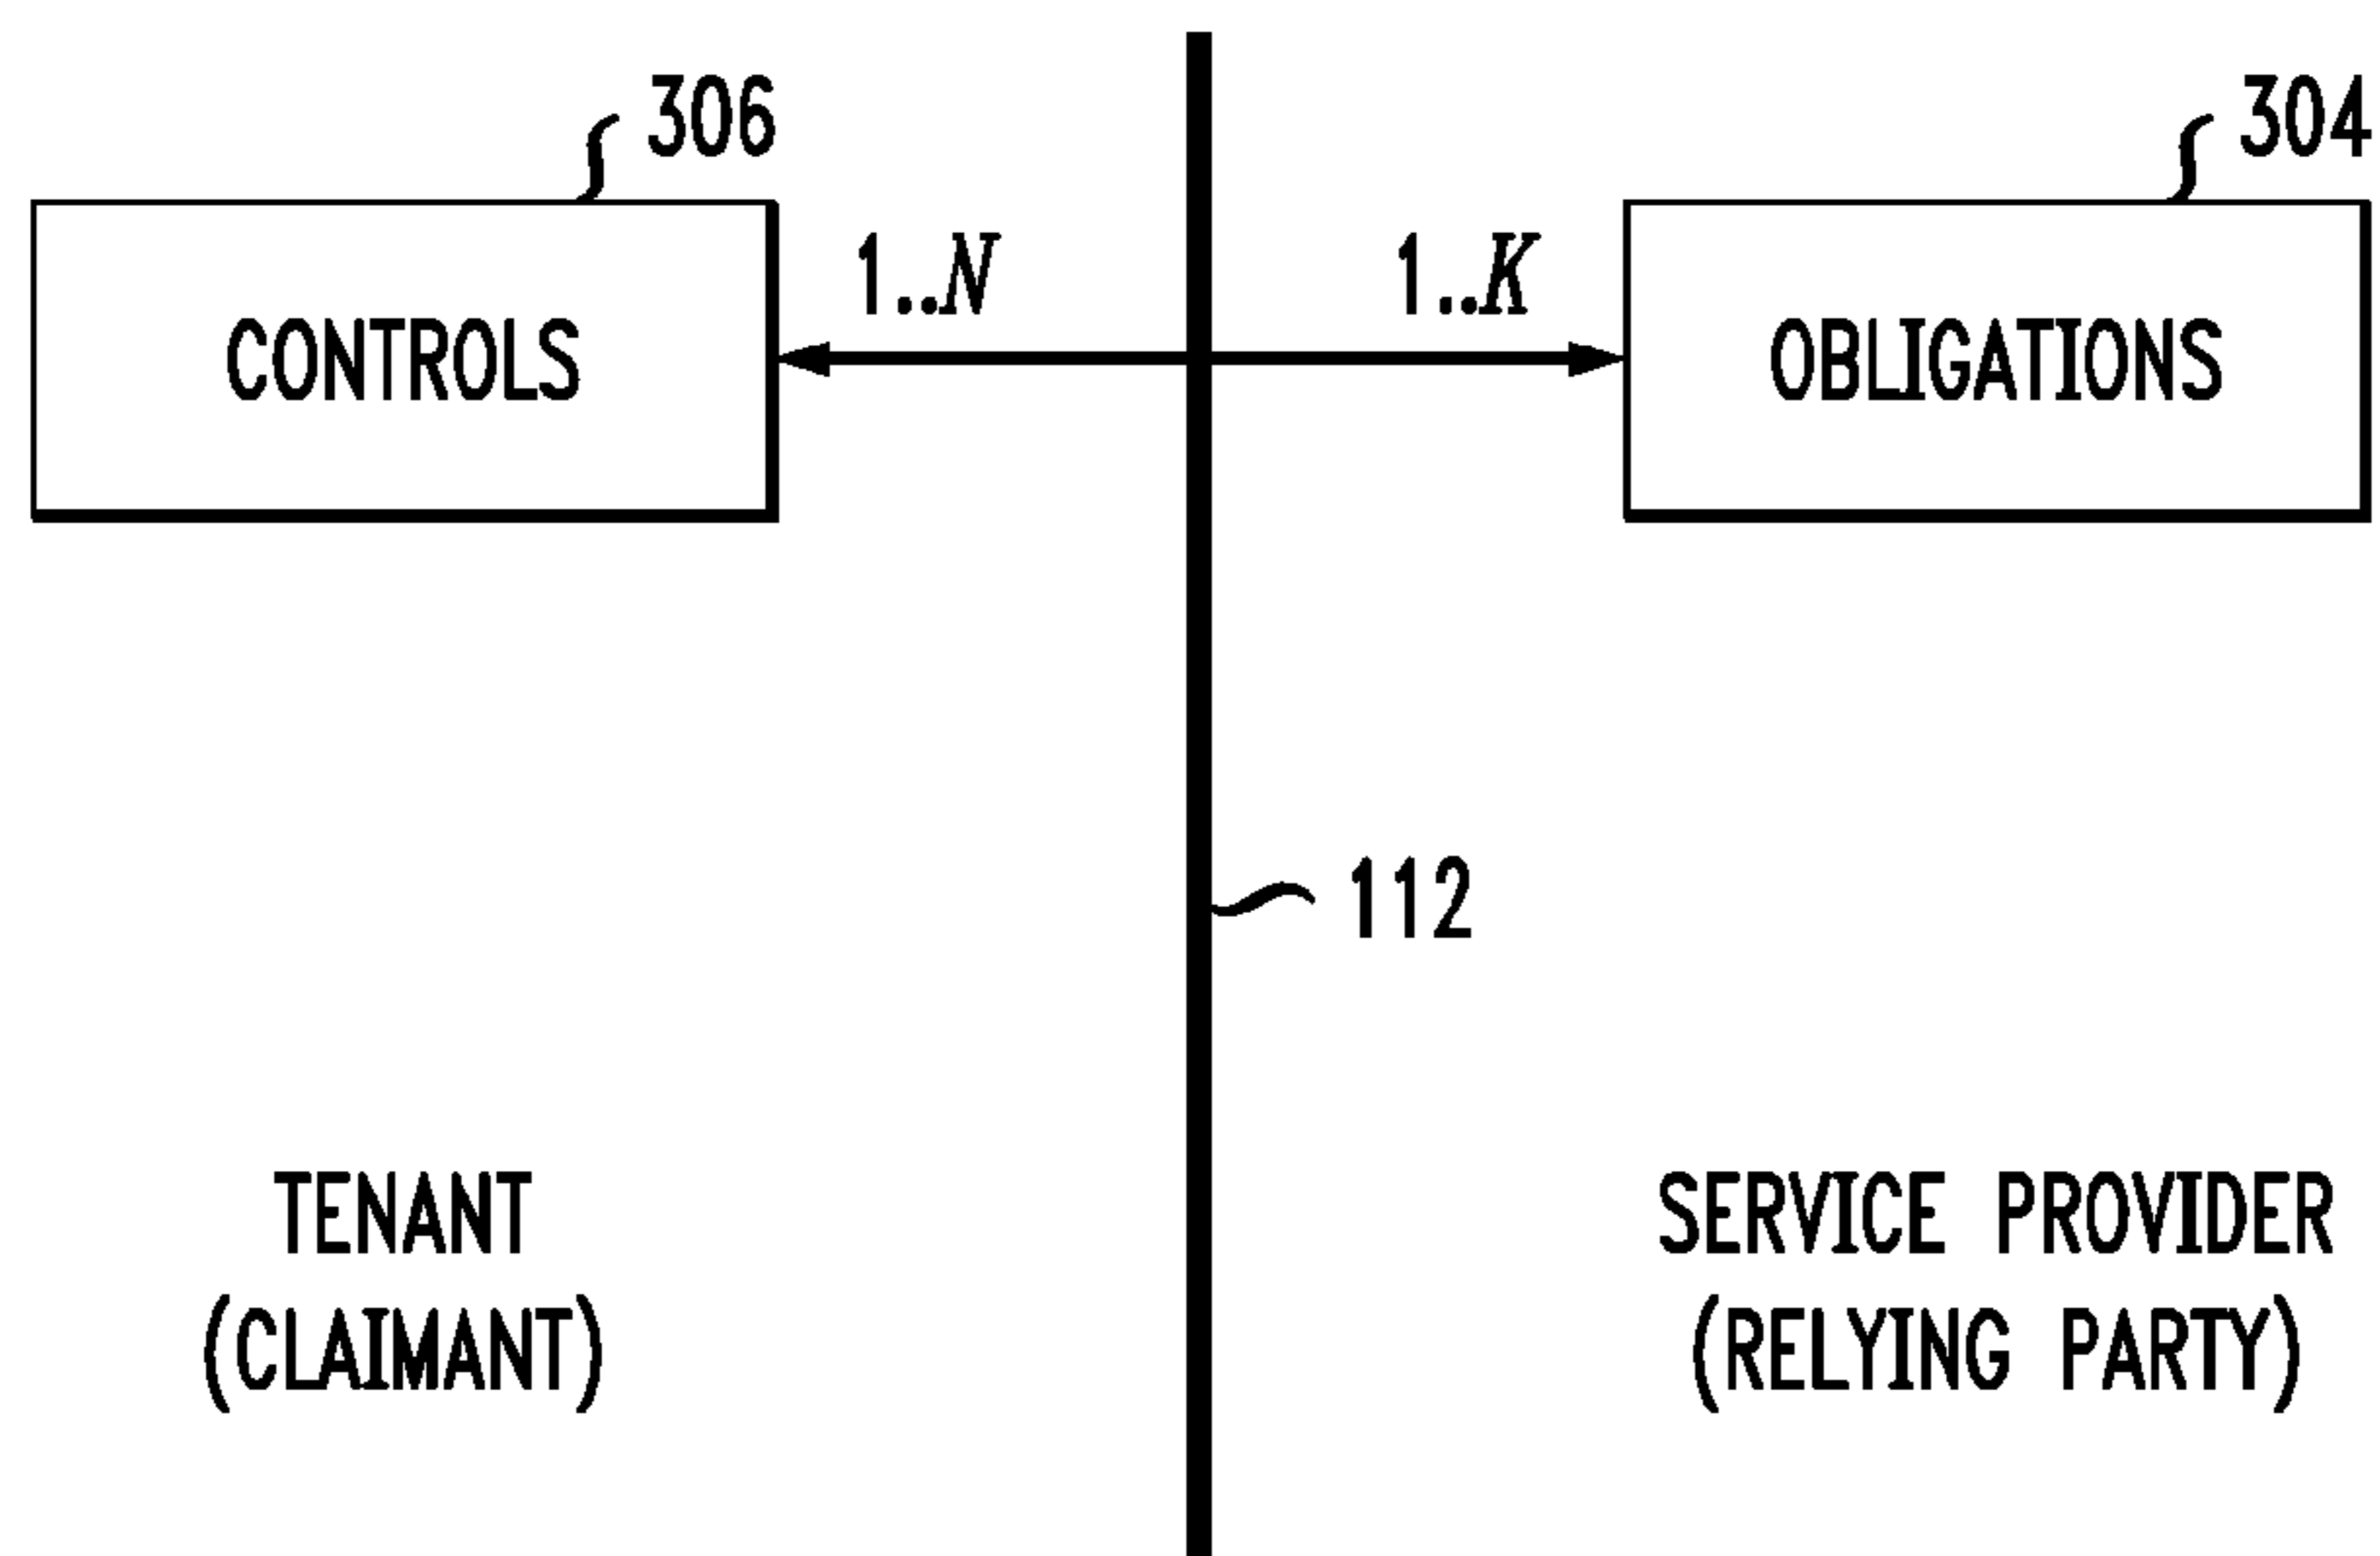 306
304
1..N
1..K
CONTROLS
OBLIGATIONS
112
TENANT
(CLAIMANT)
SERVICE PROVIDER
(RELYING PARTY)